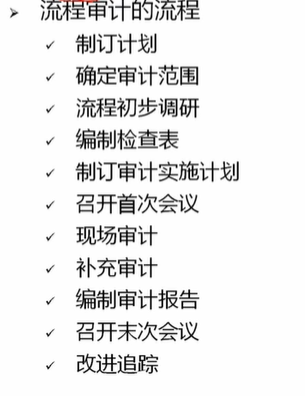 流程审计的流程
制订计划
确定审计范围
流程初步调研
编制检查表
制订审计实施计划
召开首次会议
现场审计
补充审计
编制审计报告
召开末次会议
改进追踪